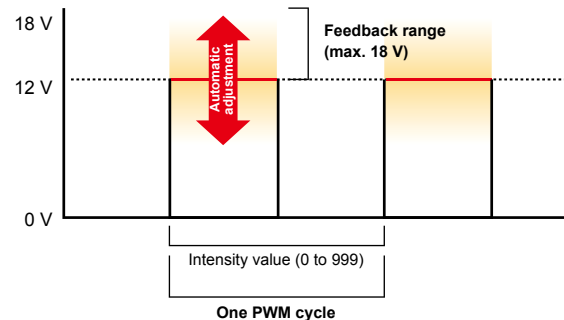 18 V
Feedback range
(max. 18 V)
Automatic
adjustment
12 V
0 V
Intensity value (0 to 999)
One PWM cycle